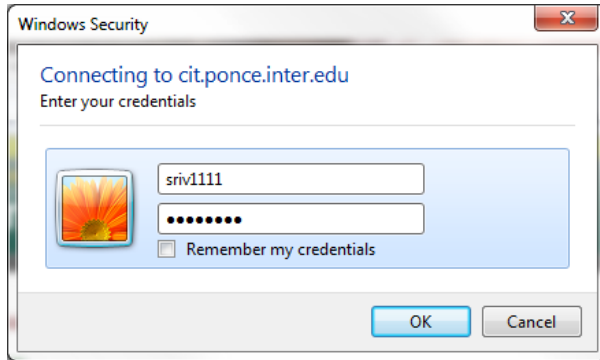 Windows Security
Connecting to cit.ponce.inter.edu
Enter your credentials
sriv1111
••••••••
Remember my credentials
OK
Cancel